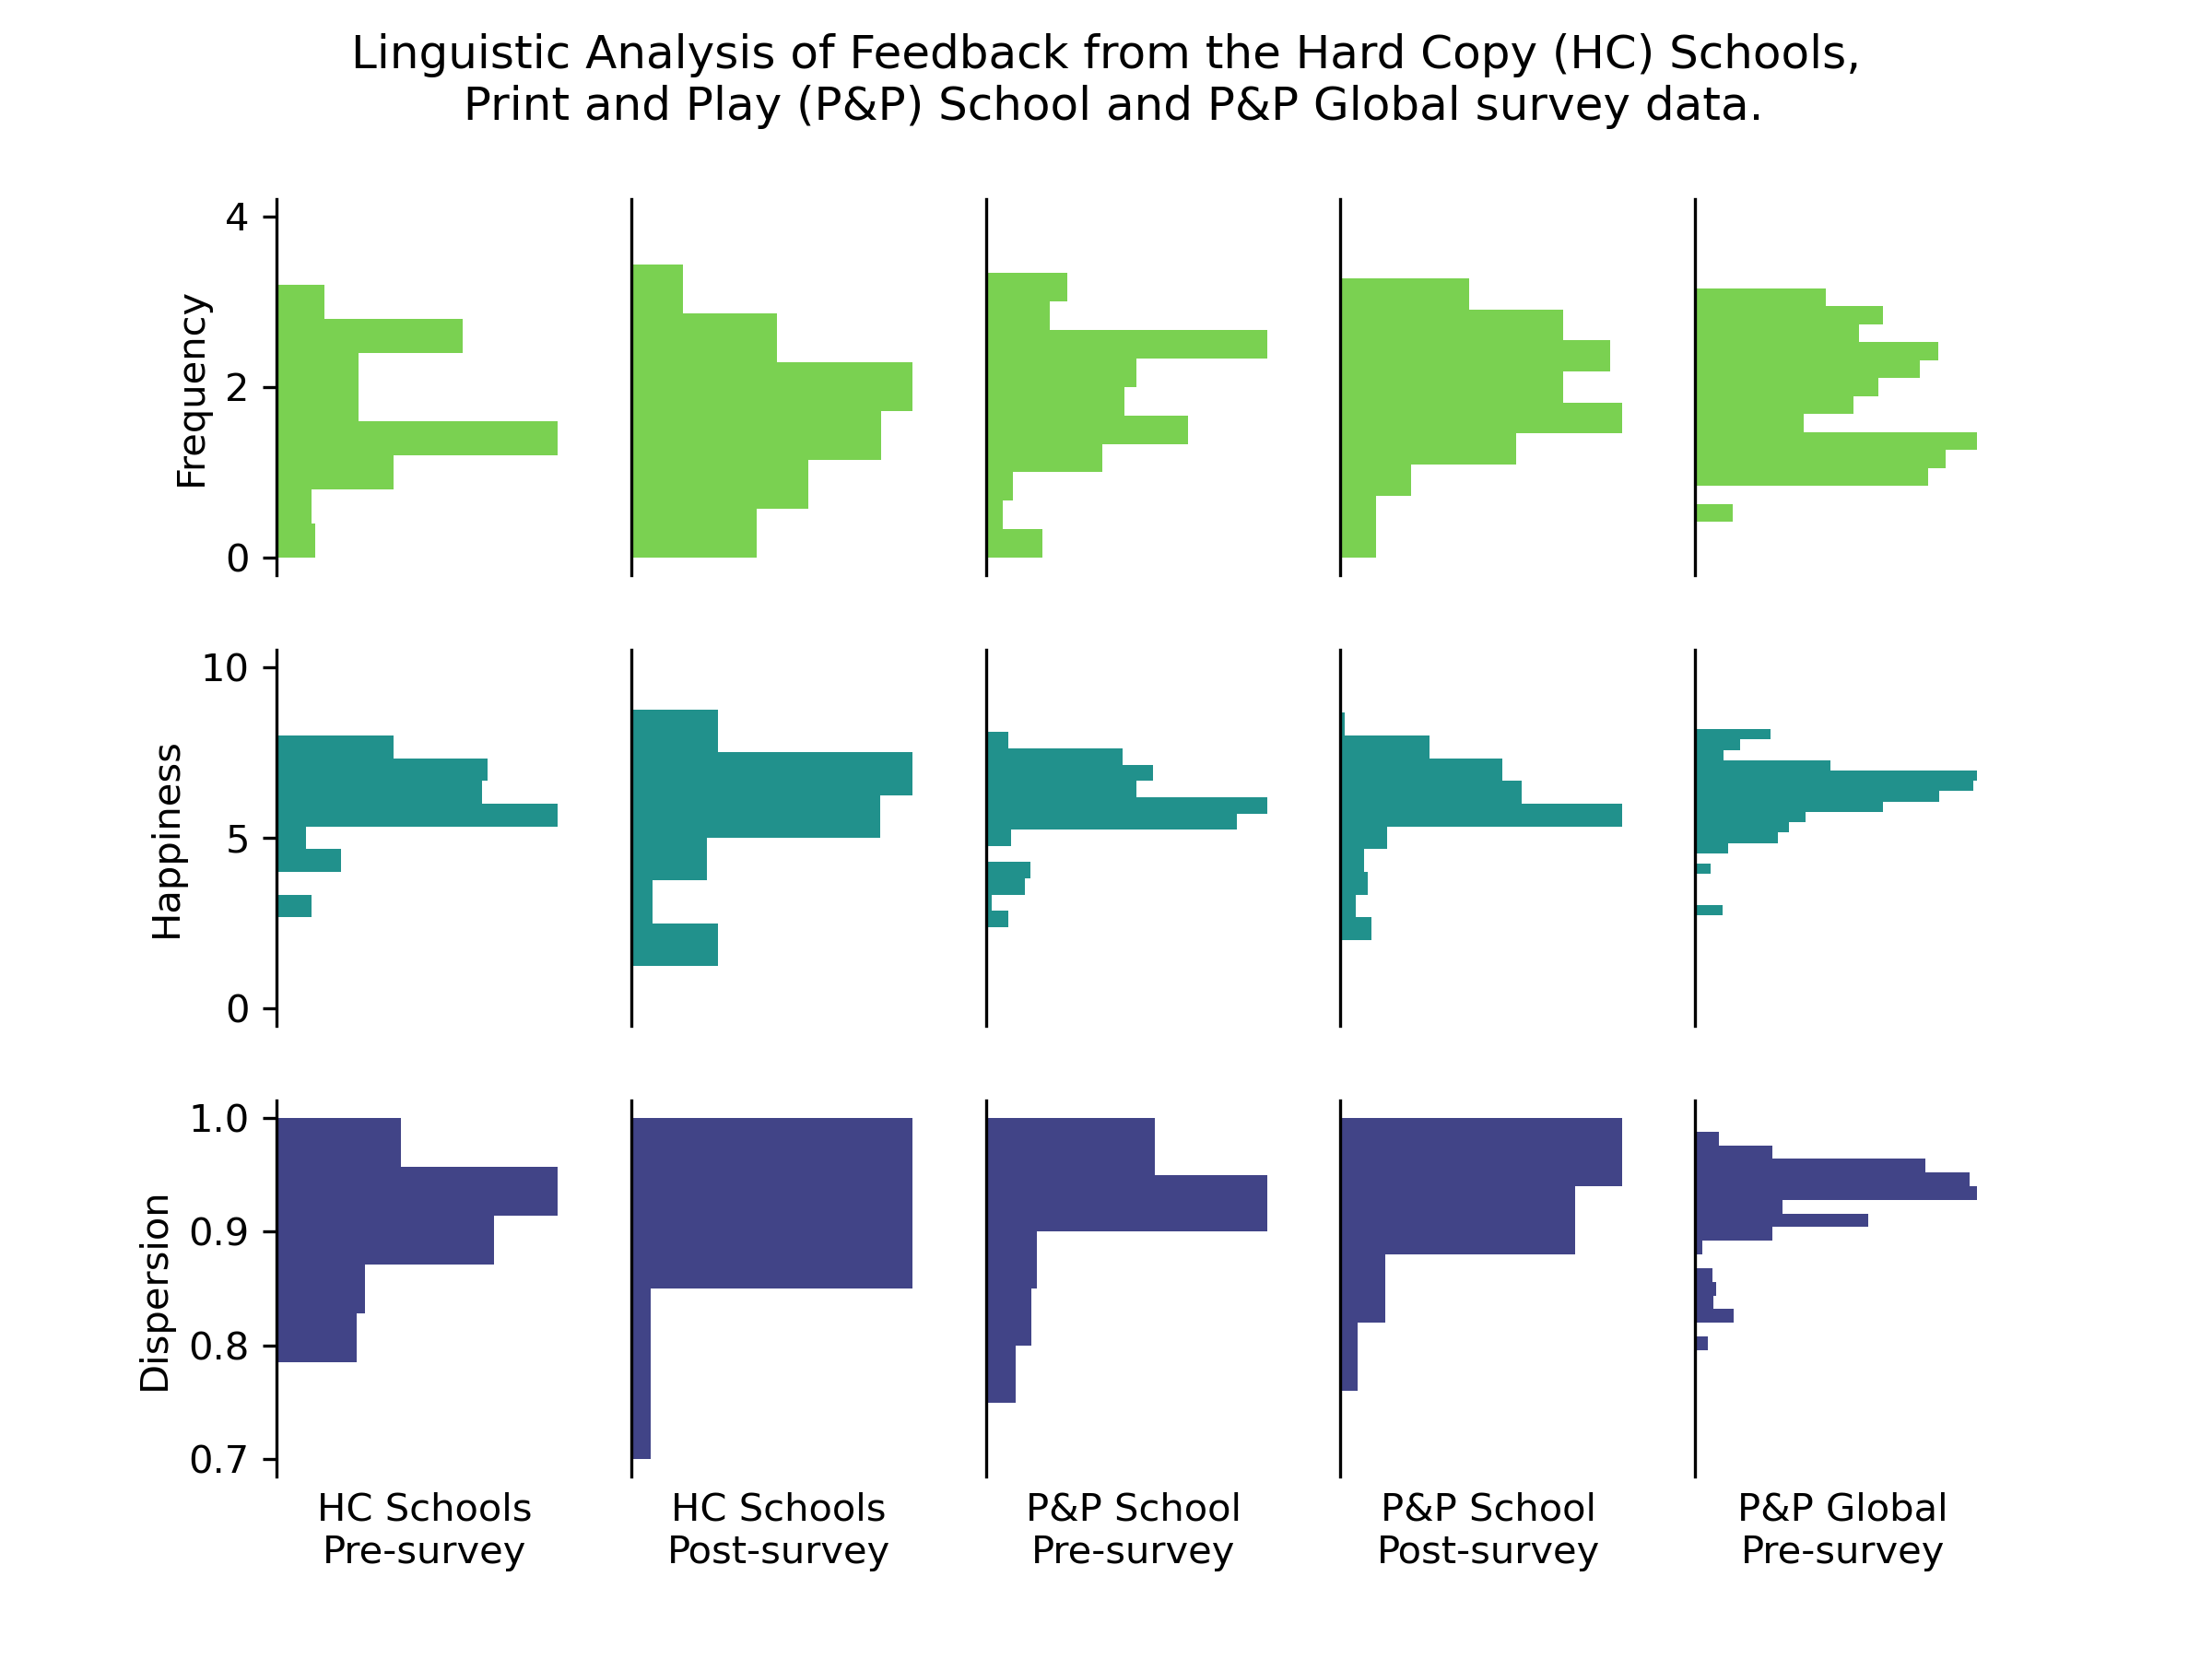 Linguistic Analysis of Feedback from the Hard Copy (HC) Schools,
Print and Play (P&P) School and P&P Global survey data.
Frequency
4
2
0
Happiness
10
5
0
Dispersion
1.0
0.9
0.8
0.7
HC Schools
Pre-survey
HC Schools
Post-survey
P&P School
Pre-survey
P&P School
Post-survey
P&P Global
Pre-survey